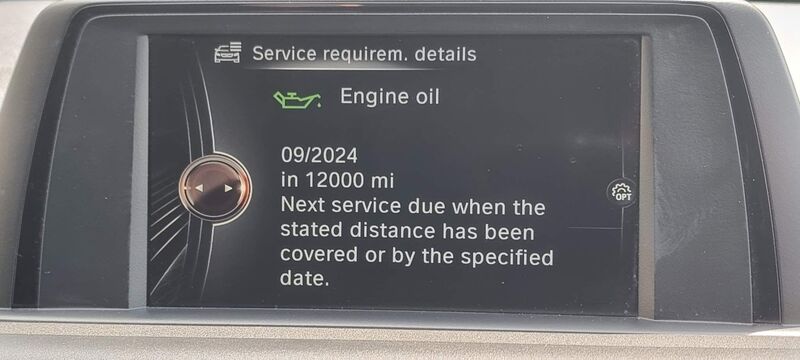 Service requirem. details
Engine oil
09/2024
in 12000 mi
Next service due when the
stated distance has been
covered or by the specified
date.
OPT